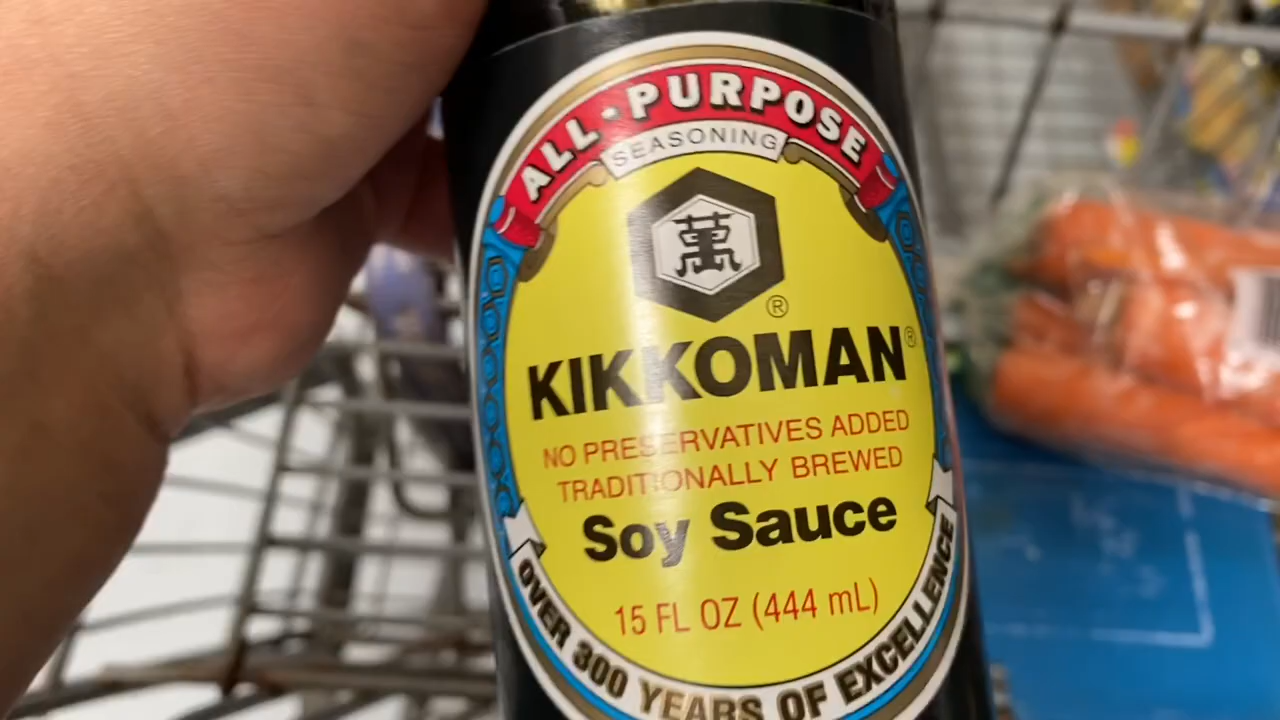 ALL•PURPOSE
SEASONING
萬
®
KIKKOMAN®
NO PRESERVATIVES ADDED
TRADITIONALLY BREWED
Soy Sauce
15 FL OZ (444 mL)
OVER 300 YEARS OF EXCELLENCE